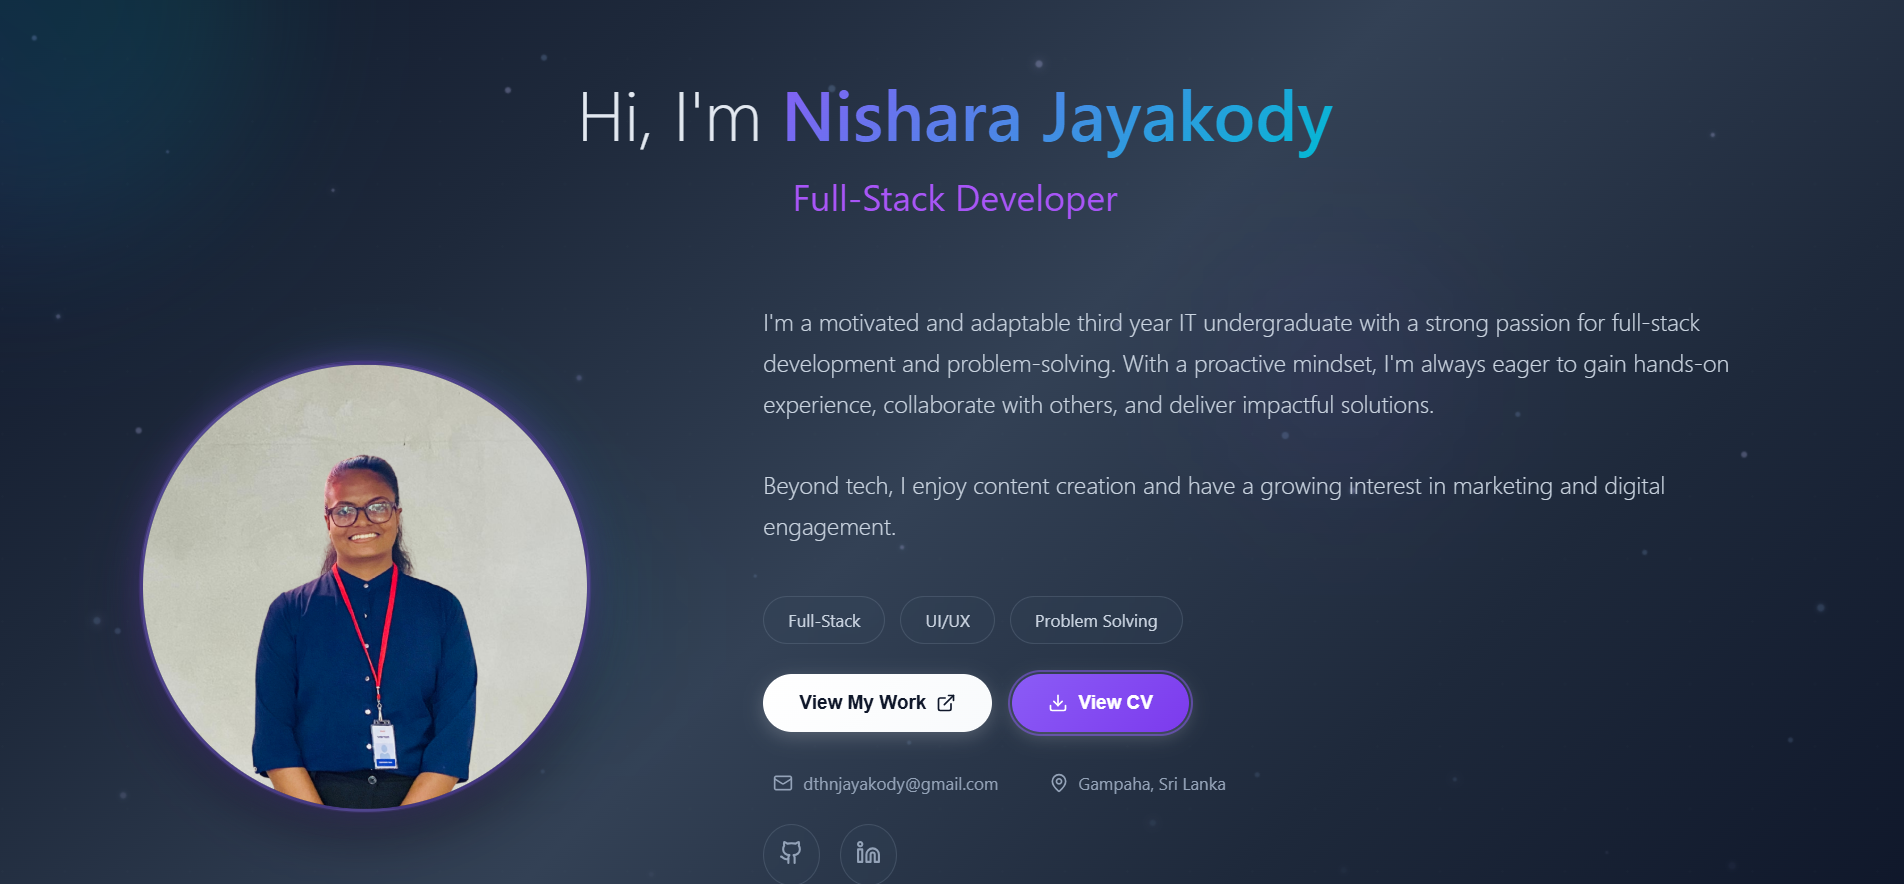 Hi, I'm Nishara Jayakody
Full-Stack Developer
I'm a motivated and adaptable third year IT undergraduate with a strong passion for full-stack
development and problem-solving. With a proactive mindset, I'm always eager to gain hands-on
experience, collaborate with others, and deliver impactful solutions.
Beyond tech, I enjoy content creation and have a growing interest in marketing and digital
engagement.
Full-Stack
UI/UX
Problem Solving
View My Work
View CV
dthnjayakody@gmail.com
Gampaha, Sri Lanka
in